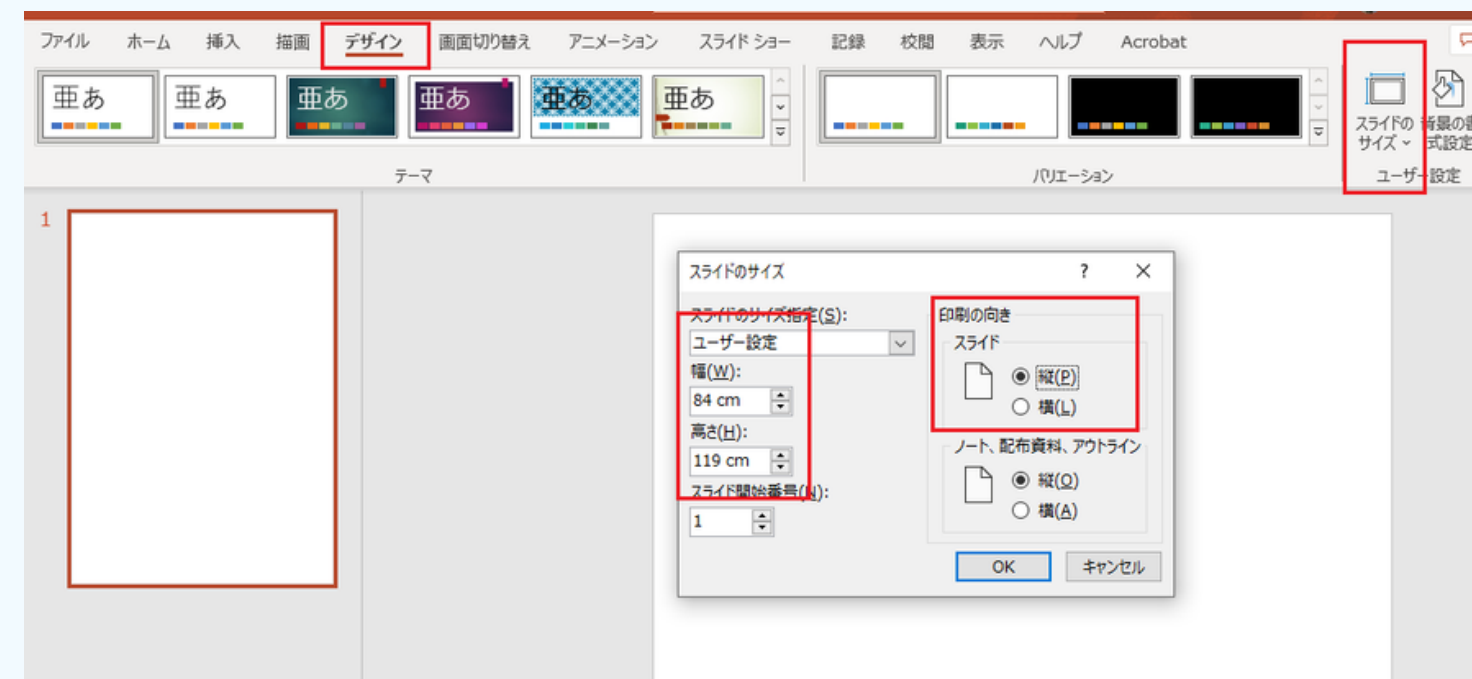 ファイル ホーム 挿入 描画 デザイン 画面切り替え アニメーション スライド ショー 記録 校閲 表示 ヘルプ Acrobat
亜あ 亜あ 亜あ 亜あ 亜あ 亜あ
スライドの
サイズ
背景の書
式設定
テーマ バリエーション ユーザー設定
1
スライドのサイズ ? ×
スライドのサイズ指定(S): 印刷の向き
ユーザー設定 スライド
幅(W): 縦(P)
84 cm 横(L)
高さ(H):
119 cm ノート、配布資料、アウトライン
スライド開始番号(N): 縦(O)
1 横(A)
OK キャンセル